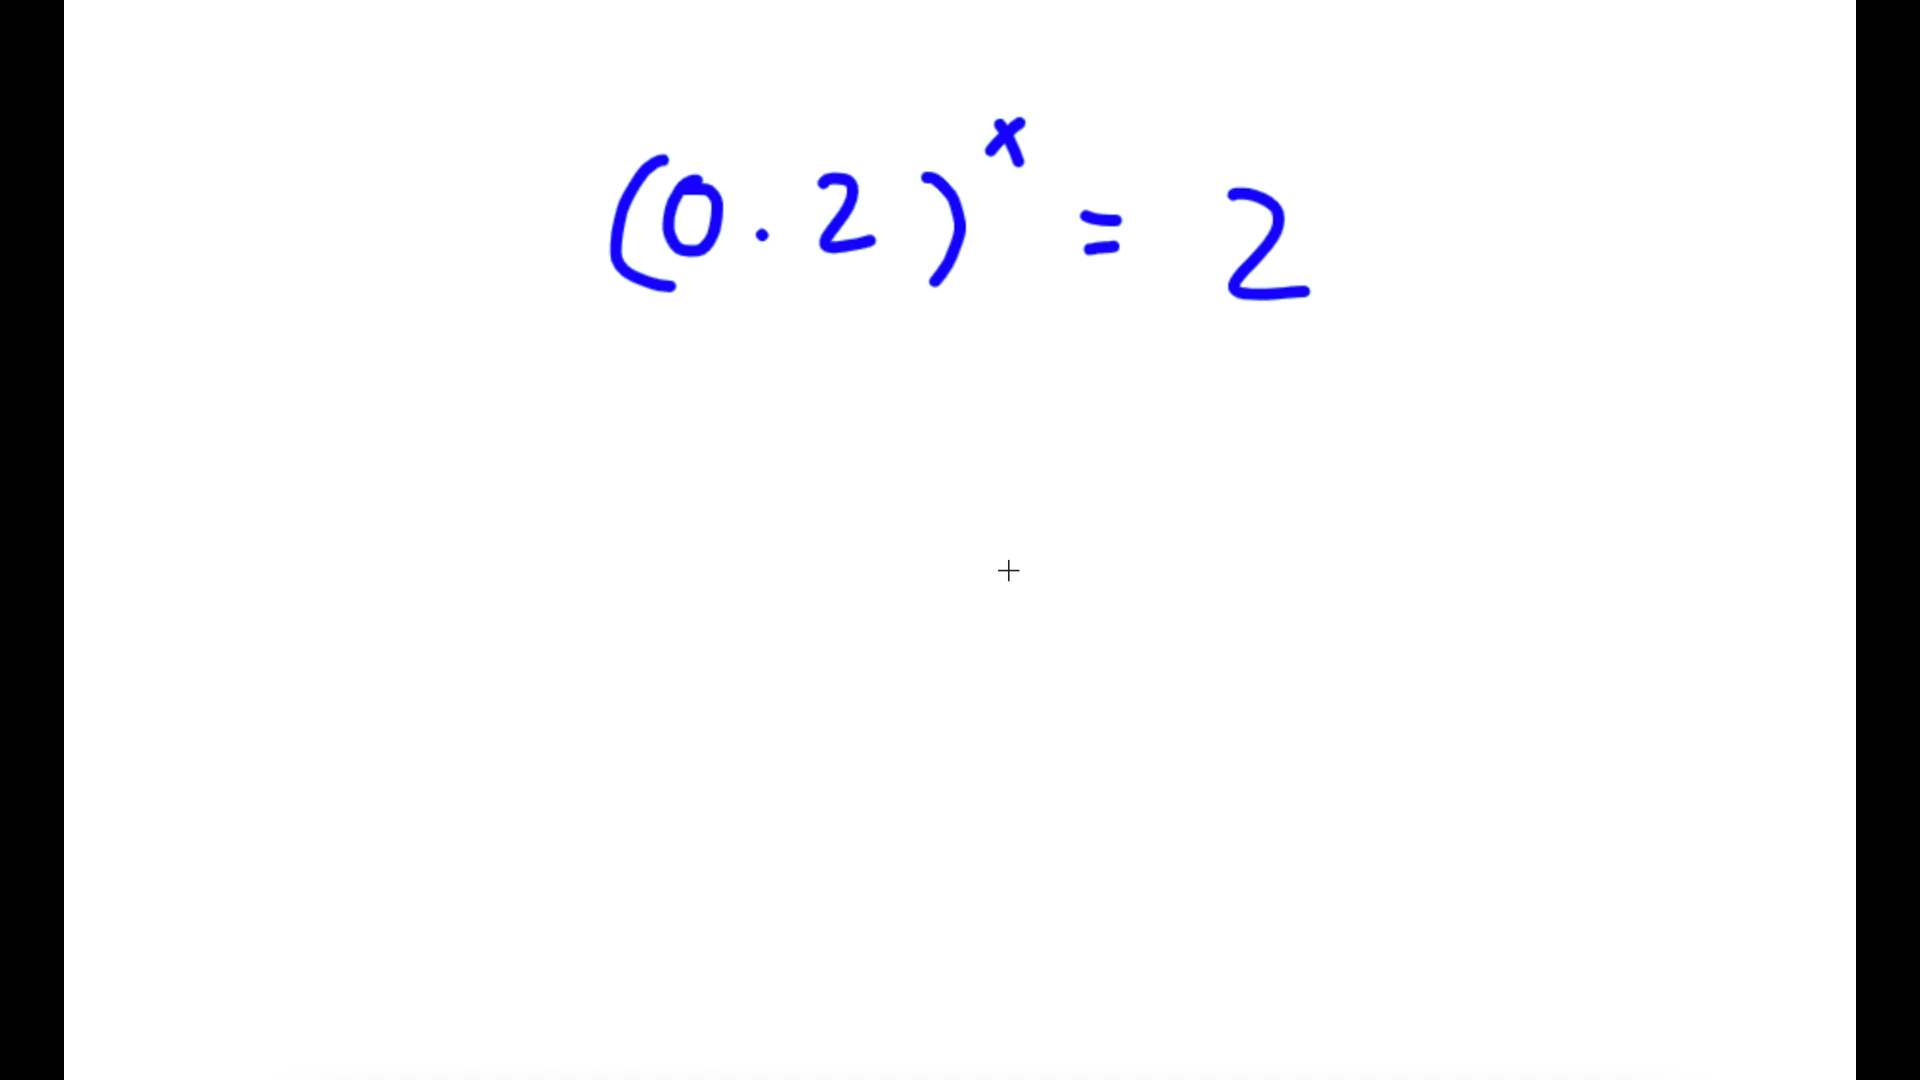 (0.2)ˣ = 2